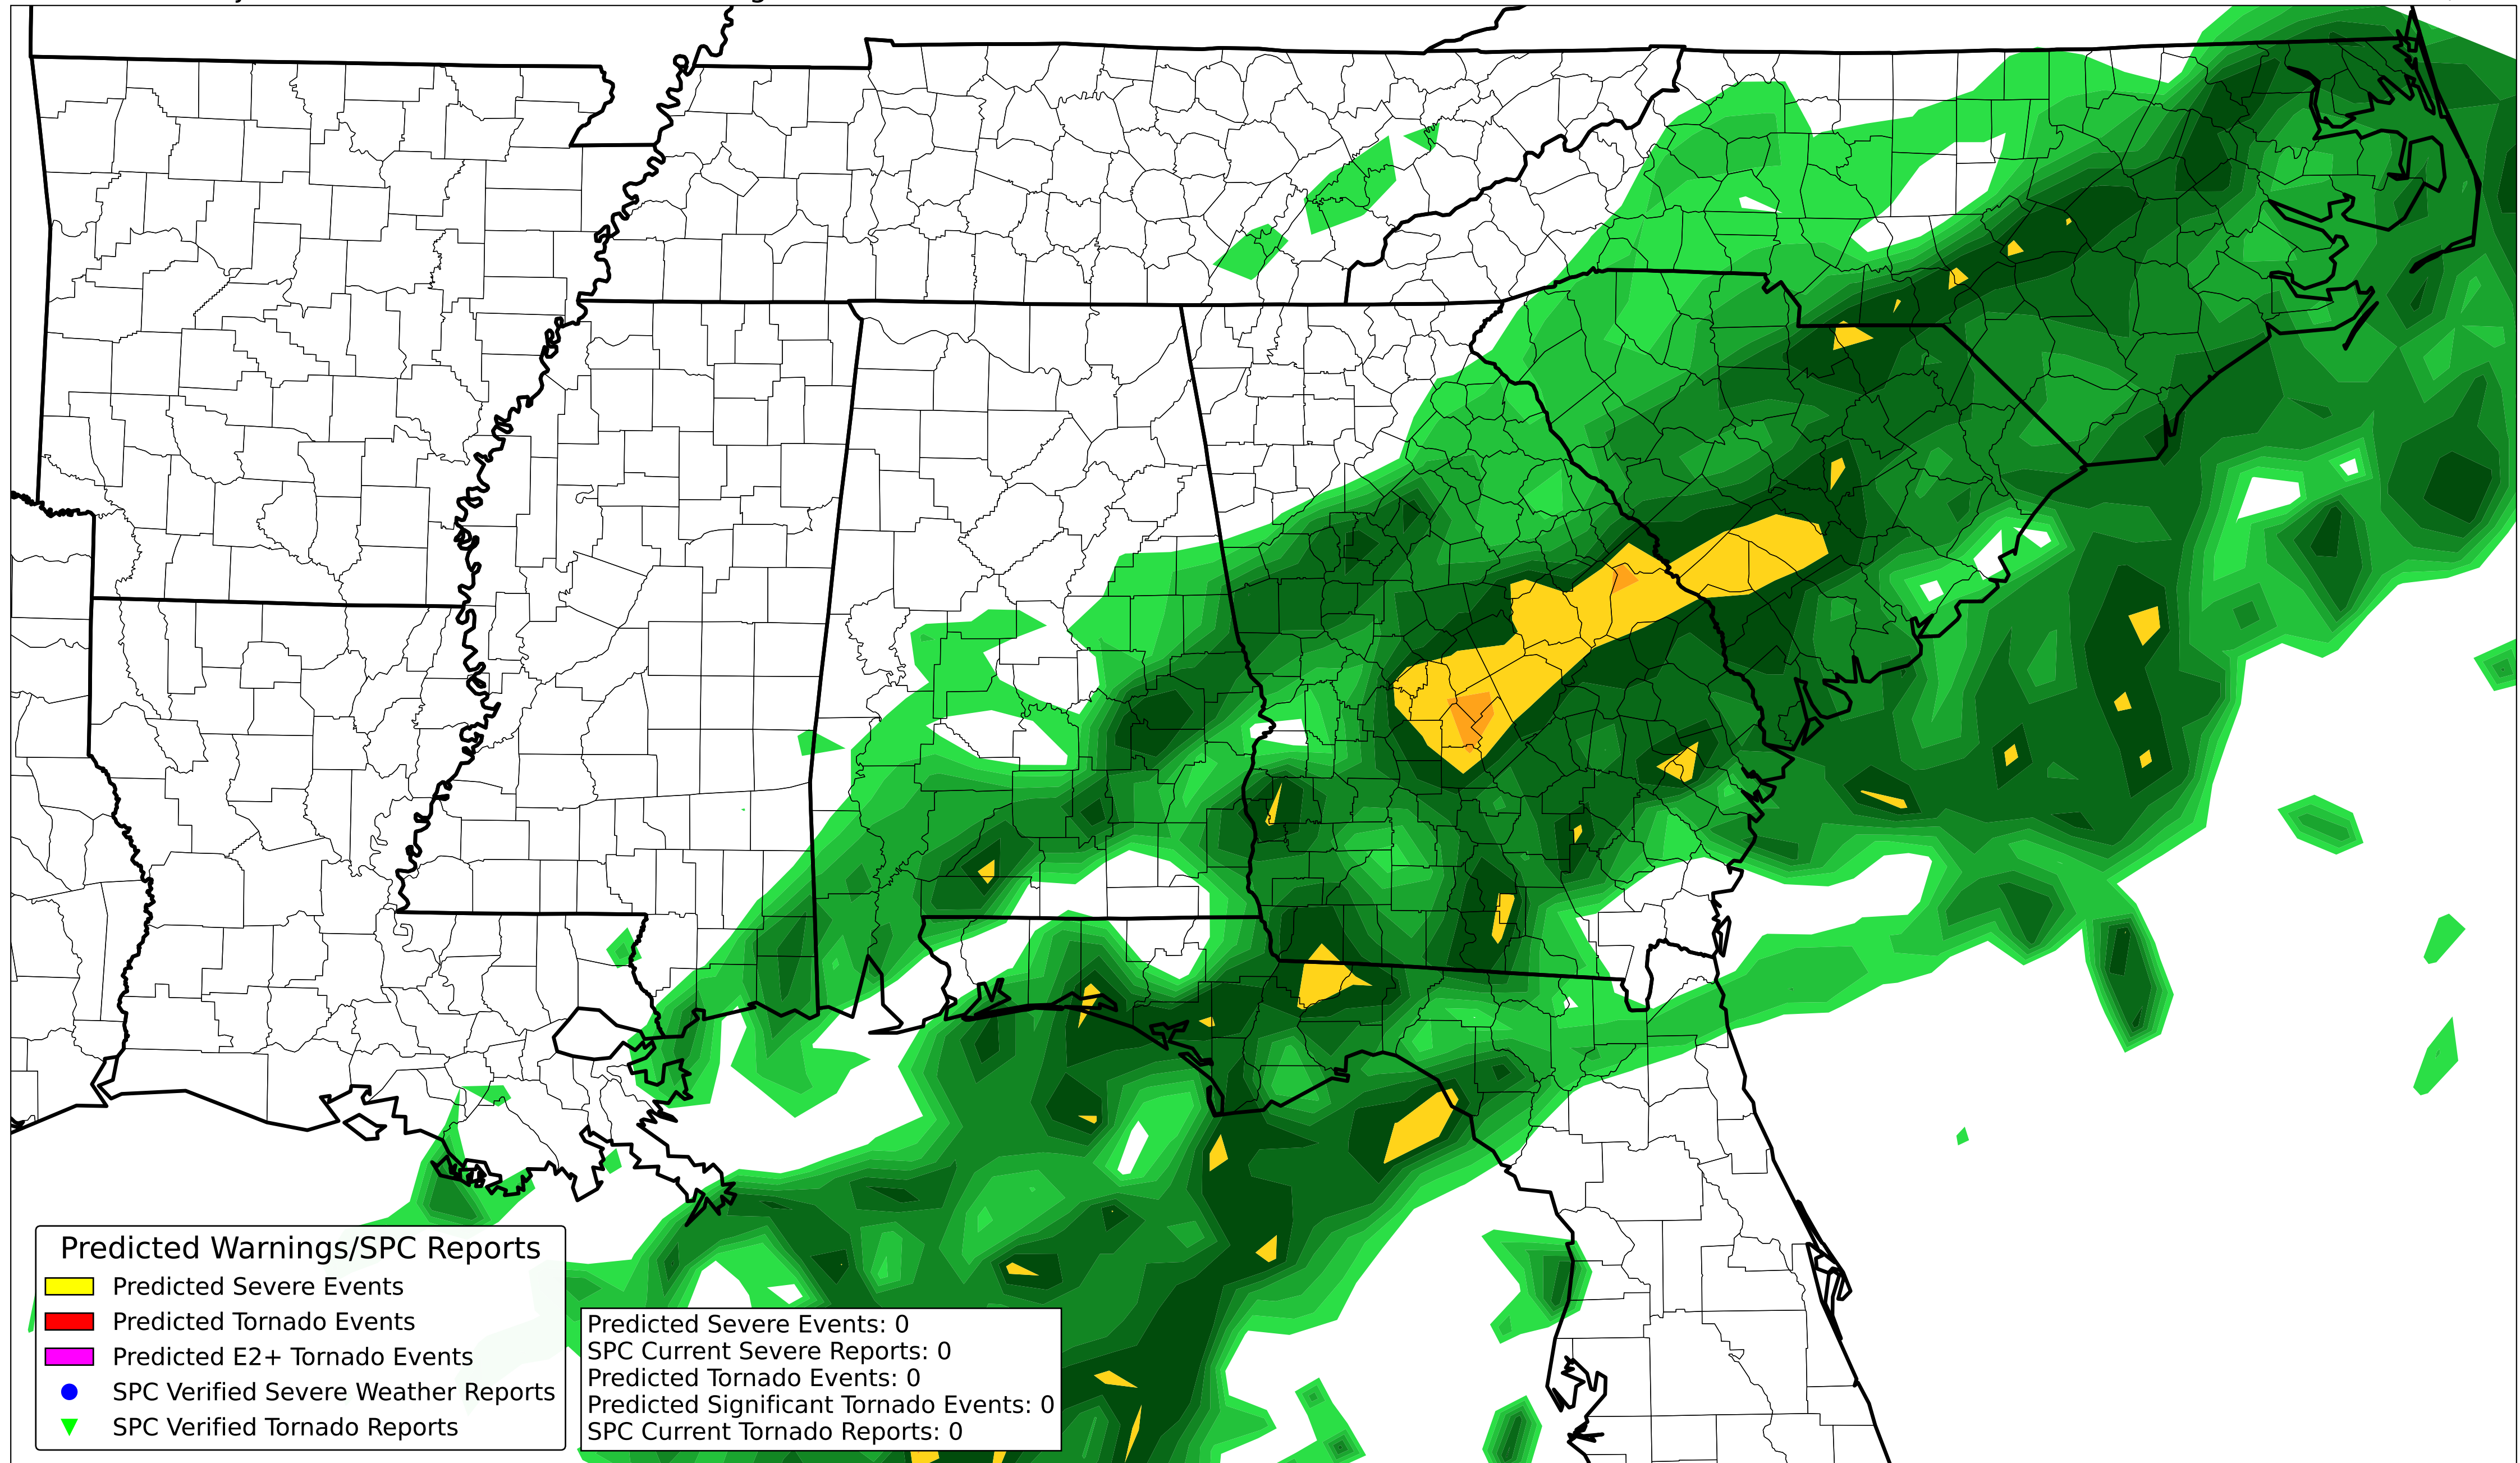 Predicted Warnings/SPC Reports
Predicted Severe Events
Predicted Tornado Events
Predicted E2+ Tornado Events
SPC Verified Severe Weather Reports
SPC Verified Tornado Reports
Predicted Severe Events: 0
SPC Current Severe Reports: 0
Predicted Tornado Events: 0
Predicted Significant Tornado Events: 0
SPC Current Tornado Reports: 0